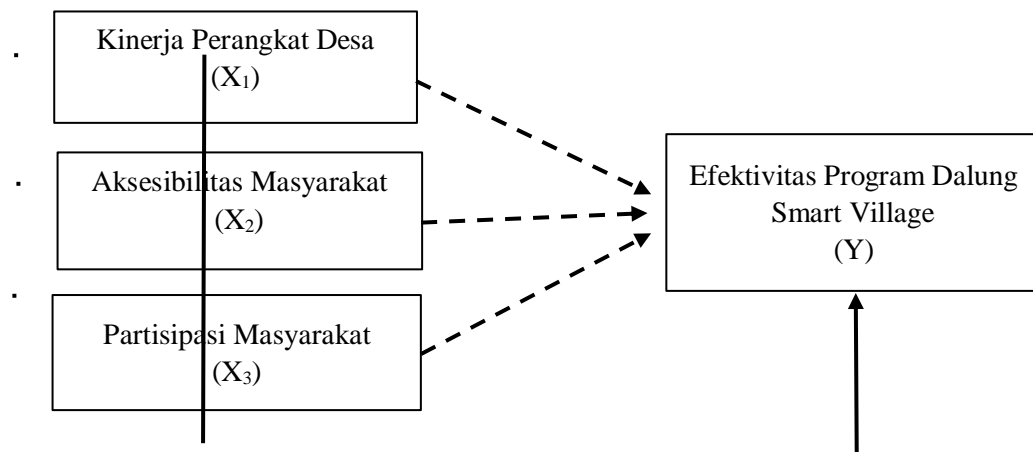 Kinerja Perangkat Desa
(X₁)
Aksesibilitas Masyarakat
(X₂)
Partisipasi Masyarakat
(X₃)
Efektivitas Program Dalung
Smart Village
(Y)